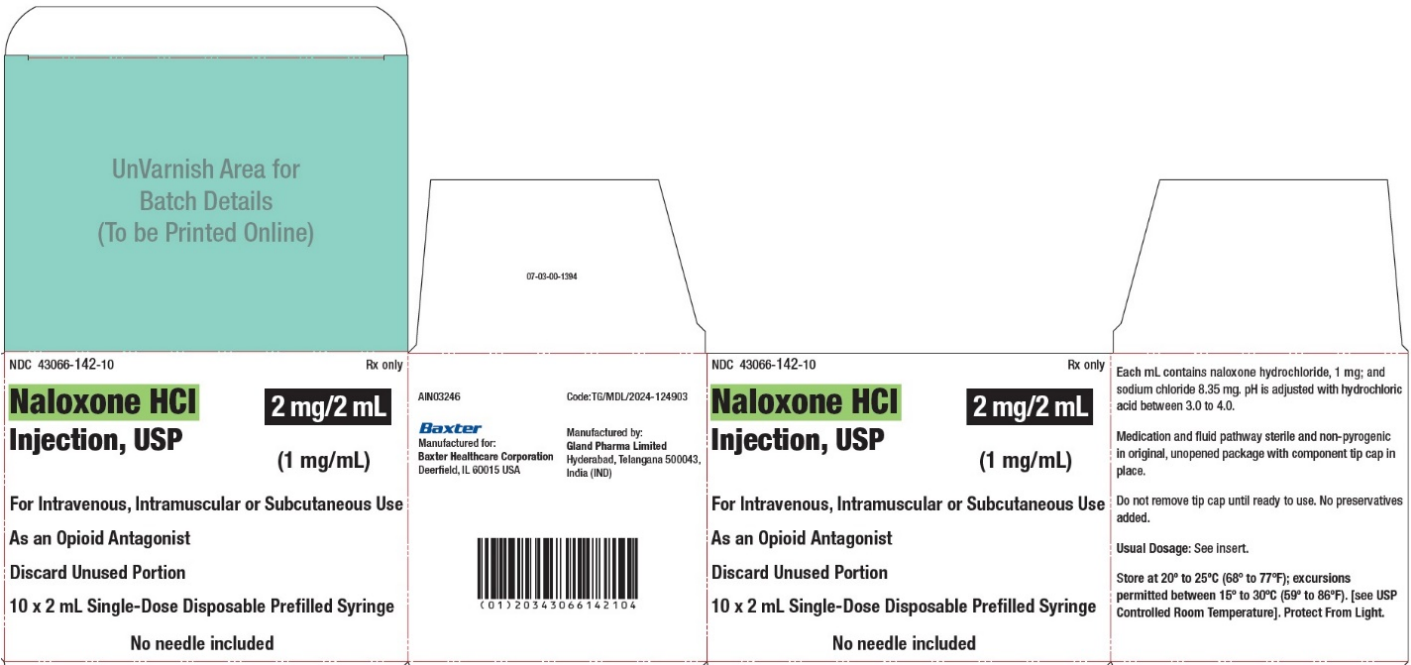 UnVarnish Area for
Batch Details
(To be Printed Online)
07-03-00-1394
NDC 43066-142-10 Rx only
Naloxone HCl 2 mg/2 mL
Injection, USP
(1 mg/mL)
For Intravenous, Intramuscular or Subcutaneous Use
As an Opioid Antagonist
Discard Unused Portion
10 x 2 mL Single-Dose Disposable Prefilled Syringe
No needle included
AIN03246 Code:TG/MDL/2024-124903
Baxter
Manufactured for:
Baxter Healthcare Corporation
Deerfield, IL 60015 USA
Manufactured by:
Gland Pharma Limited
Hyderabad, Telangana 500043,
India (IND)
(01)20343066142104
NDC 43066-142-10 Rx only
Naloxone HCl 2 mg/2 mL
Injection, USP
(1 mg/mL)
For Intravenous, Intramuscular or Subcutaneous Use
As an Opioid Antagonist
Discard Unused Portion
10 x 2 mL Single-Dose Disposable Prefilled Syringe
No needle included
Each mL contains naloxone hydrochloride, 1 mg; and
sodium chloride 8.35 mg. pH is adjusted with hydrochloric
acid between 3.0 to 4.0.
Medication and fluid pathway sterile and non-pyrogenic
in original, unopened package with component tip cap in
place.
Do not remove tip cap until ready to use. No preservatives
added.
Usual Dosage: See insert.
Store at 20º to 25ºC (68º to 77ºF); excursions
permitted between 15º to 30ºC (59º to 86ºF). [see USP
Controlled Room Temperature]. Protect From Light.